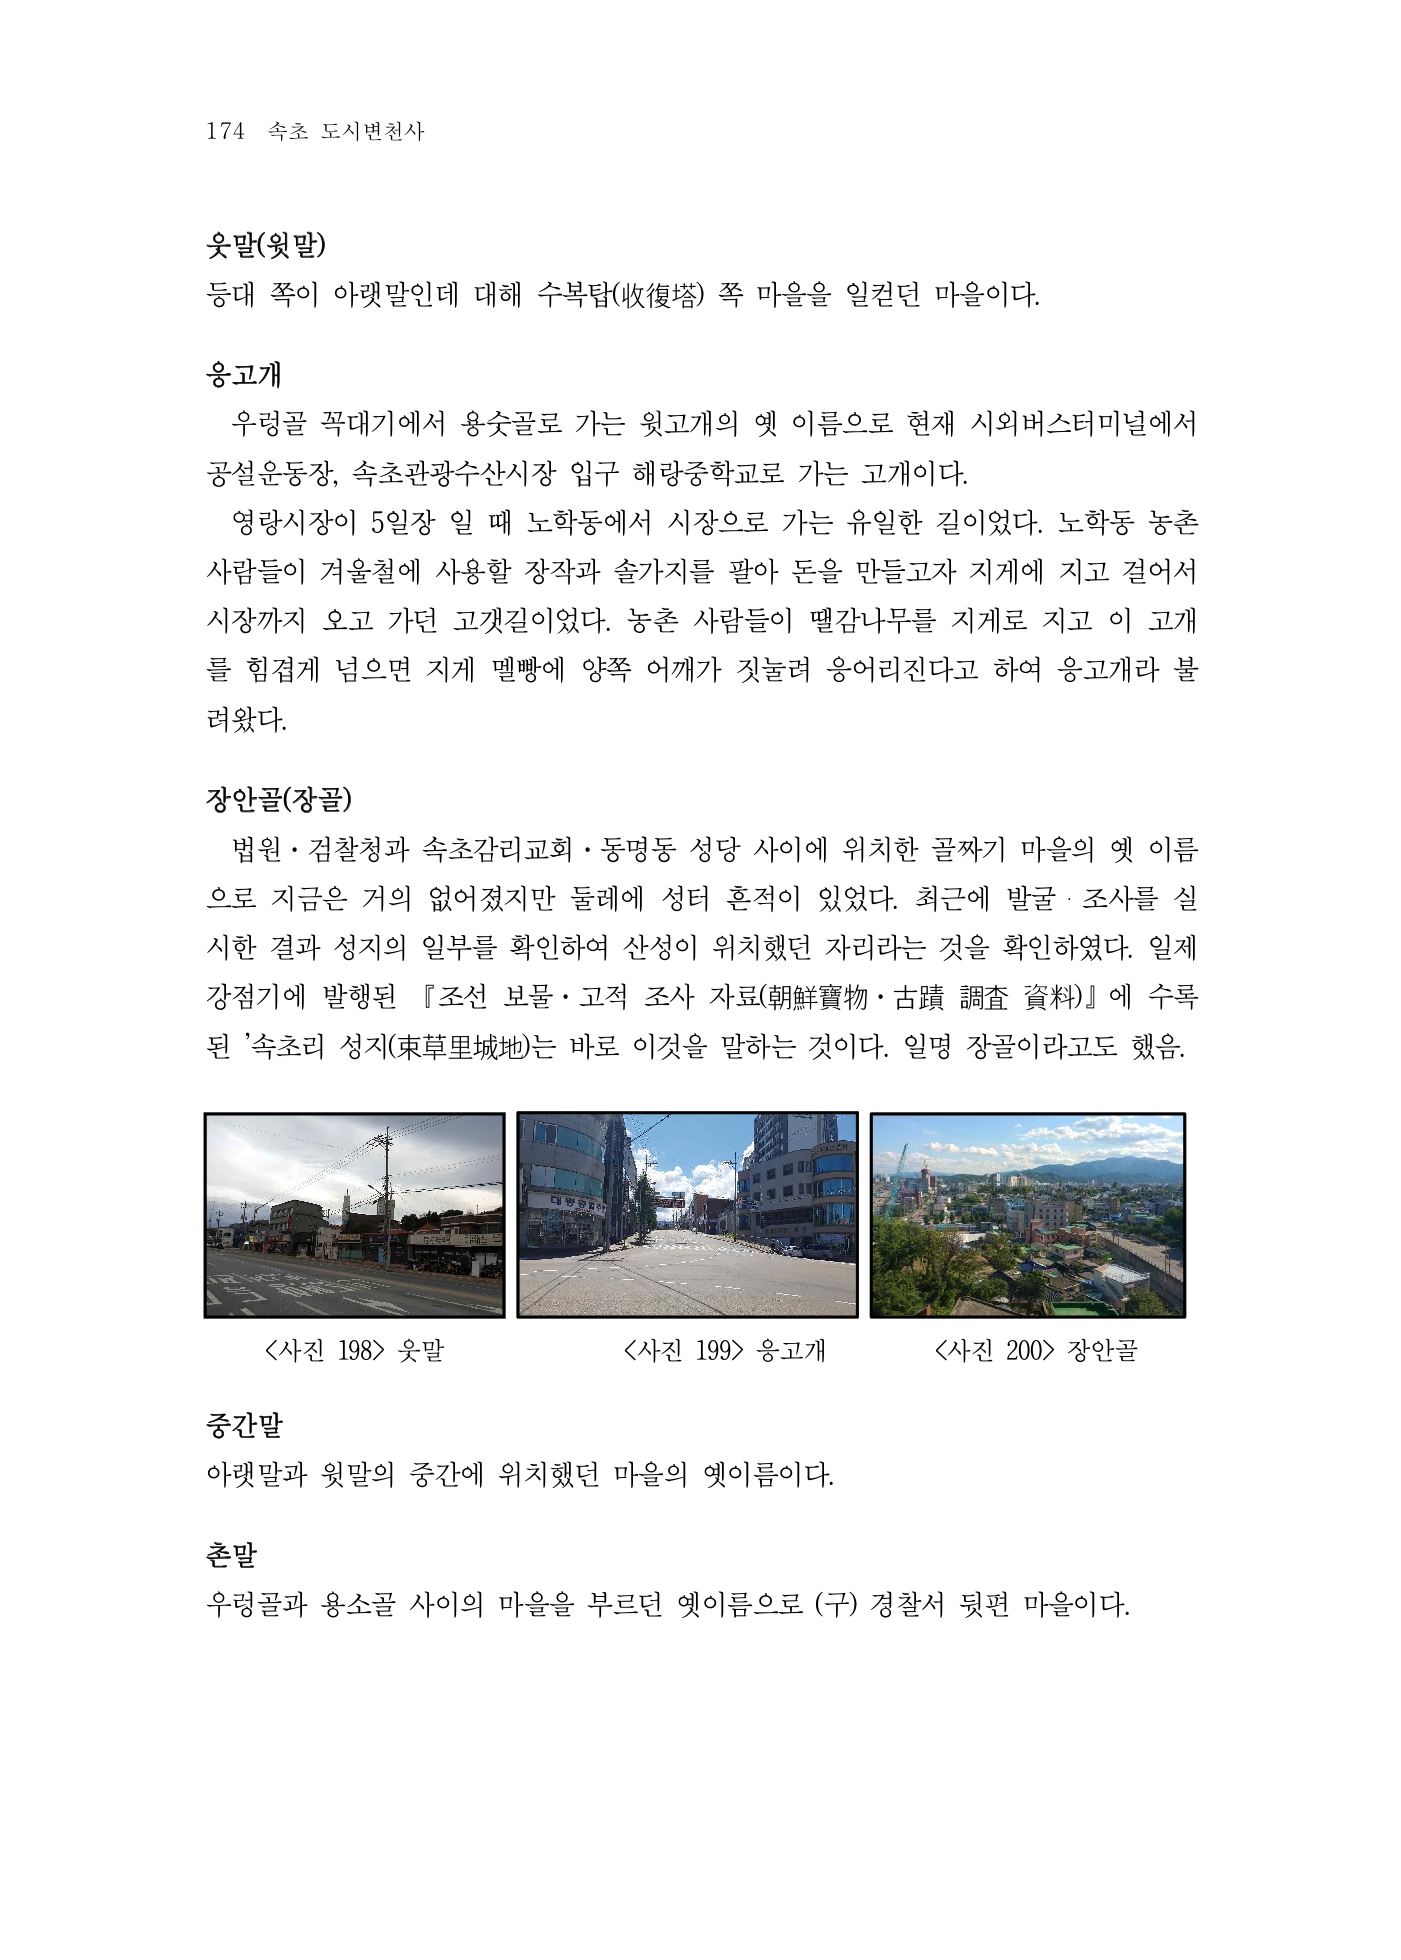 174 속초 도시변천사
웃말(윗말)
등대 쪽이 아랫말인데 대해 수복탑(收復塔) 쪽 마을을 일컫던 마을이다.
응고개
우렁골 꼭대기에서 용숫골로 가는 윗고개의 옛 이름으로 현재 시외버스터미널에서
공설운동장, 속초관광수산시장 입구 해랑중학교로 가는 고개이다.
영랑시장이 5일장 일 때 노학동에서 시장으로 가는 유일한 길이었다. 노학동 농촌
사람들이 겨울철에 사용할 장작과 솔가지를 팔아 돈을 만들고자 지게에 지고 걸어서
시장까지 오고 가던 고갯길이었다. 농촌 사람들이 땔감나무를 지게로 지고 이 고개
를 힘겹게 넘으면 지게 멜빵에 양쪽 어깨가 짓눌려 응어리진다고 하여 응고개라 불
려왔다.
장안골(장골)
법원・검찰청과 속초감리교회・동명동 성당 사이에 위치한 골짜기 마을의 옛 이름
으로 지금은 거의 없어졌지만 둘레에 성터 흔적이 있었다. 최근에 발굴·조사를 실
시한 결과 성지의 일부를 확인하여 산성이 위치했던 자리라는 것을 확인하였다. 일제
강점기에 발행된 『조선 보물・고적 조사 자료(朝鮮寶物・古蹟 調査 資料)』에 수록
된 ’속초리 성지(束草里城地)는 바로 이것을 말하는 것이다. 일명 장골이라고도 했음.
<사진 198> 웃말
<사진 199> 응고개
<사진 200> 장안골
중간말
아랫말과 윗말의 중간에 위치했던 마을의 옛이름이다.
촌말
우렁골과 용소골 사이의 마을을 부르던 옛이름으로 (구) 경찰서 뒷편 마을이다.